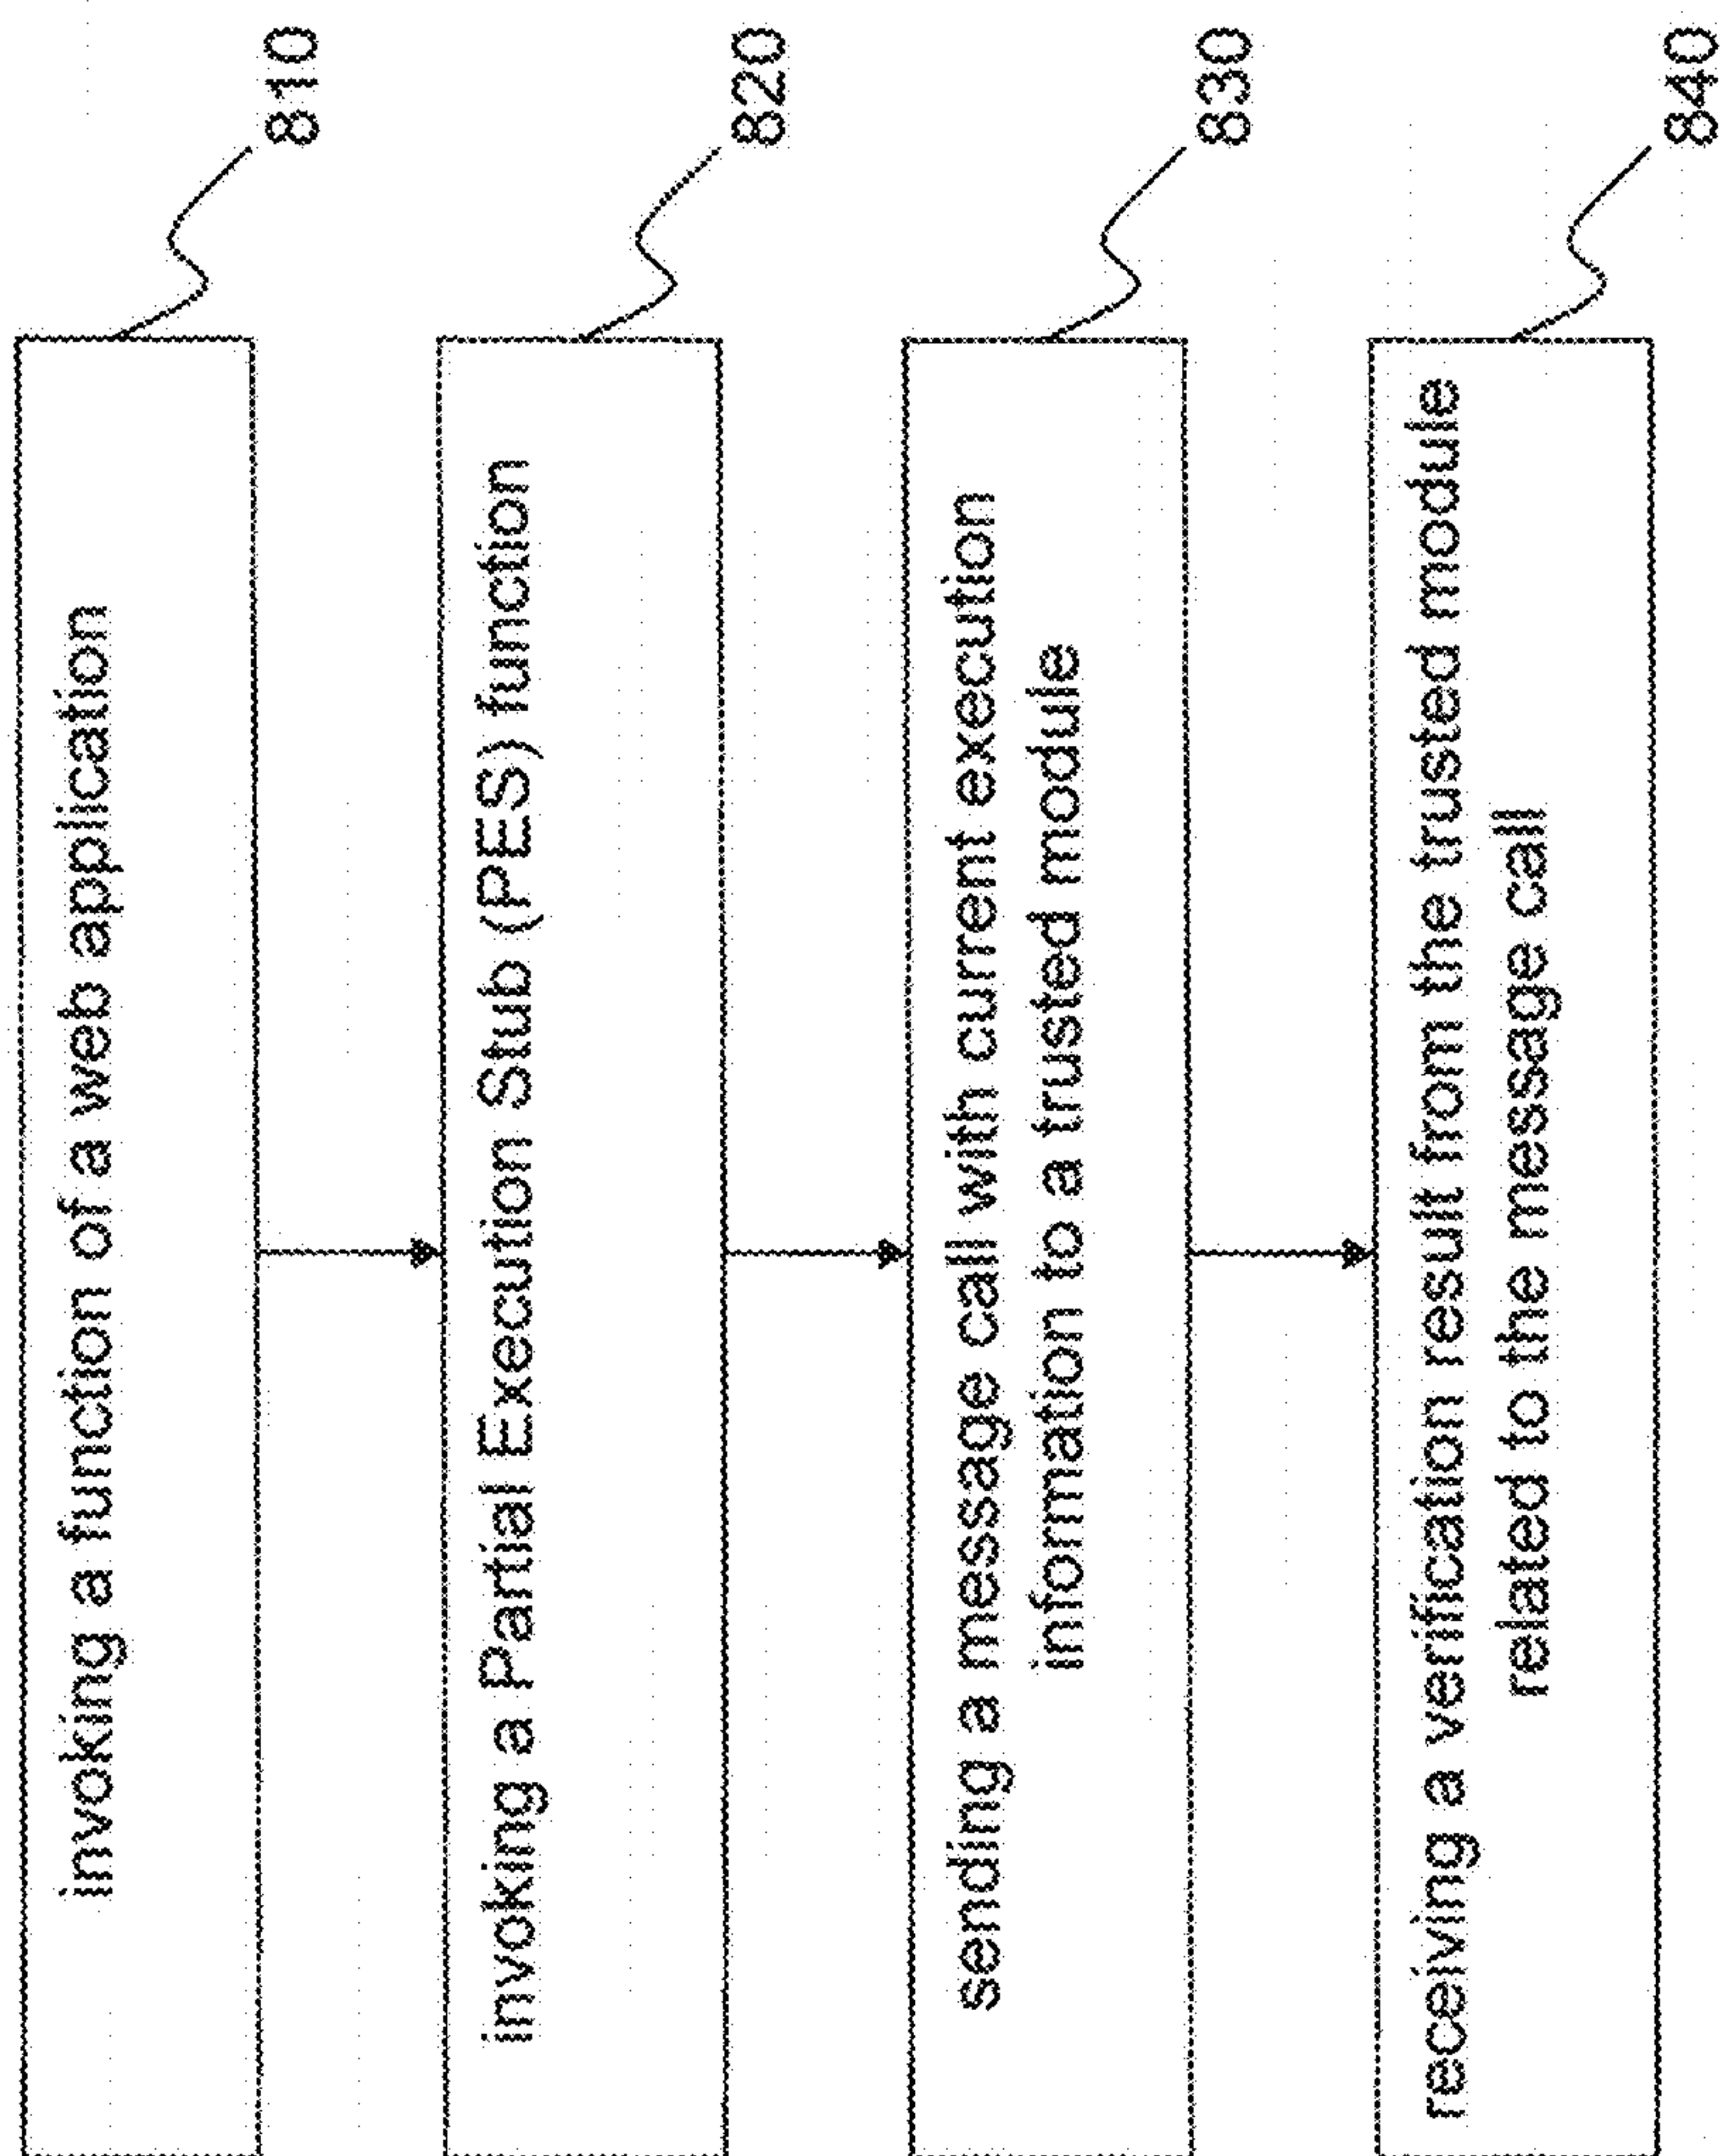 invoking a function of a web application
810
invoking a Partial Execution Stub (PES) function
820
sending a message call with current execution
information to a trusted module
830
receiving a verification result from the trusted module
related to the message call
840